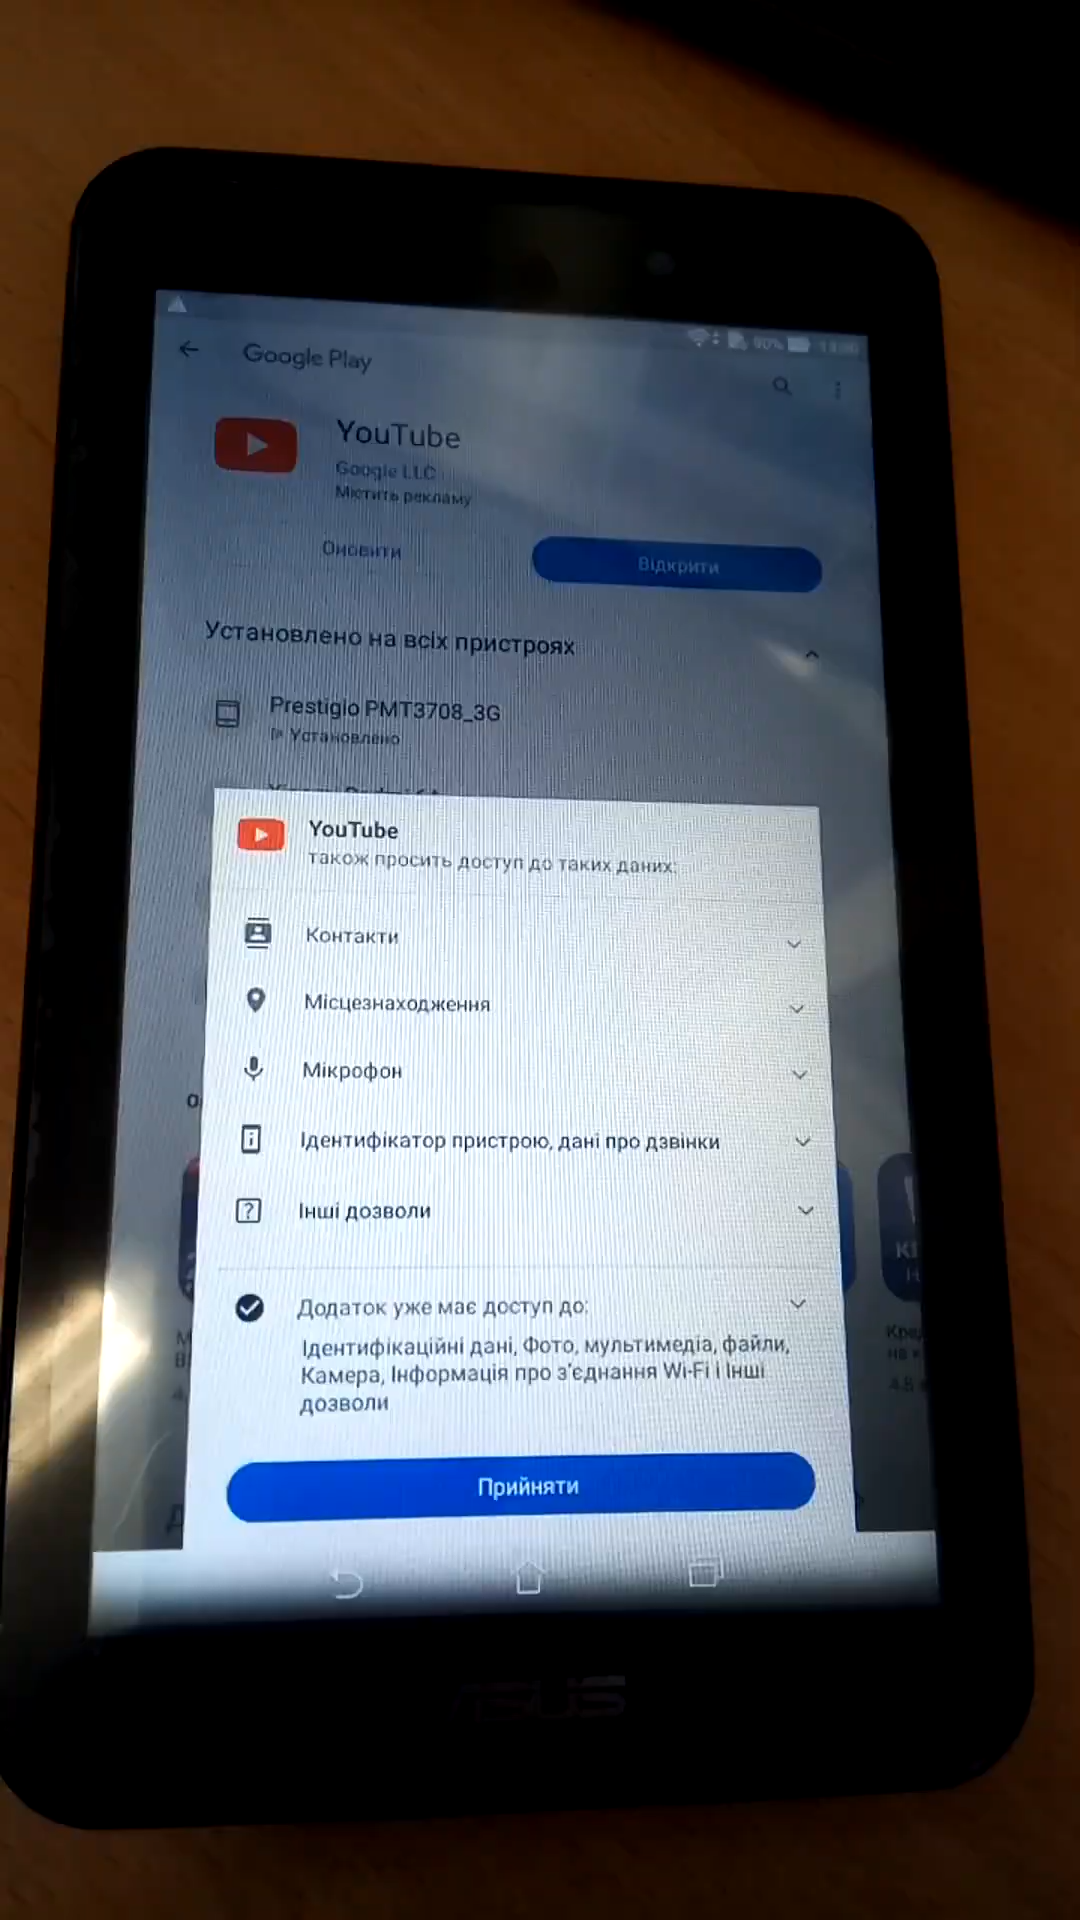 90%
Google Play
YouTube
Google LLC
Містить рекламу
Оновити
Відкрити
Установлено на всіх пристроях
Prestigio PMT3708_3G
Установлено
YouTube
також просить доступ до таких даних:
Контакти
Місцезнаходження
Мікрофон
Ідентифікатор пристрою, дані про дзвінки
Інші дозволи
Додаток уже має доступ до:
Ідентифікаційні дані, Фото, мультимедіа, файли,
Камера, Інформація про з'єднання Wi-Fi і Інші
дозволи
Прийняти
ASUS